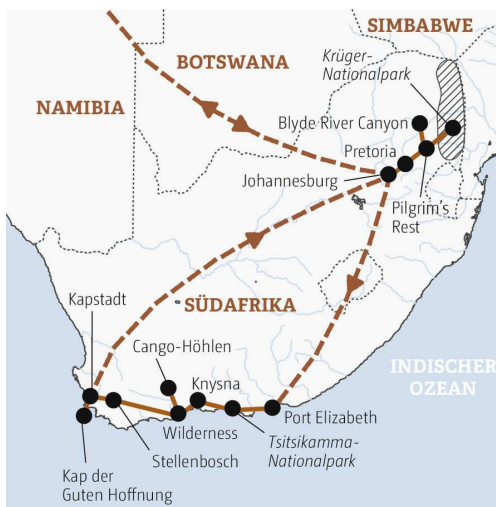 SIMBABWE
Krüger-
Nationalpark
BOTSWANA
NAMIBIA
Blyde River Canyon
Pretoria
Johannesburg
Pilgrim's
Rest
SÜDAFRIKA
Kapstadt
Cango-Höhlen
Knysna
INDISCHER
OZEAN
Port Elizabeth
Wilderness
Tsitsikamma-
Nationalpark
Stellenbosch
Kap der
Guten Hoffnung